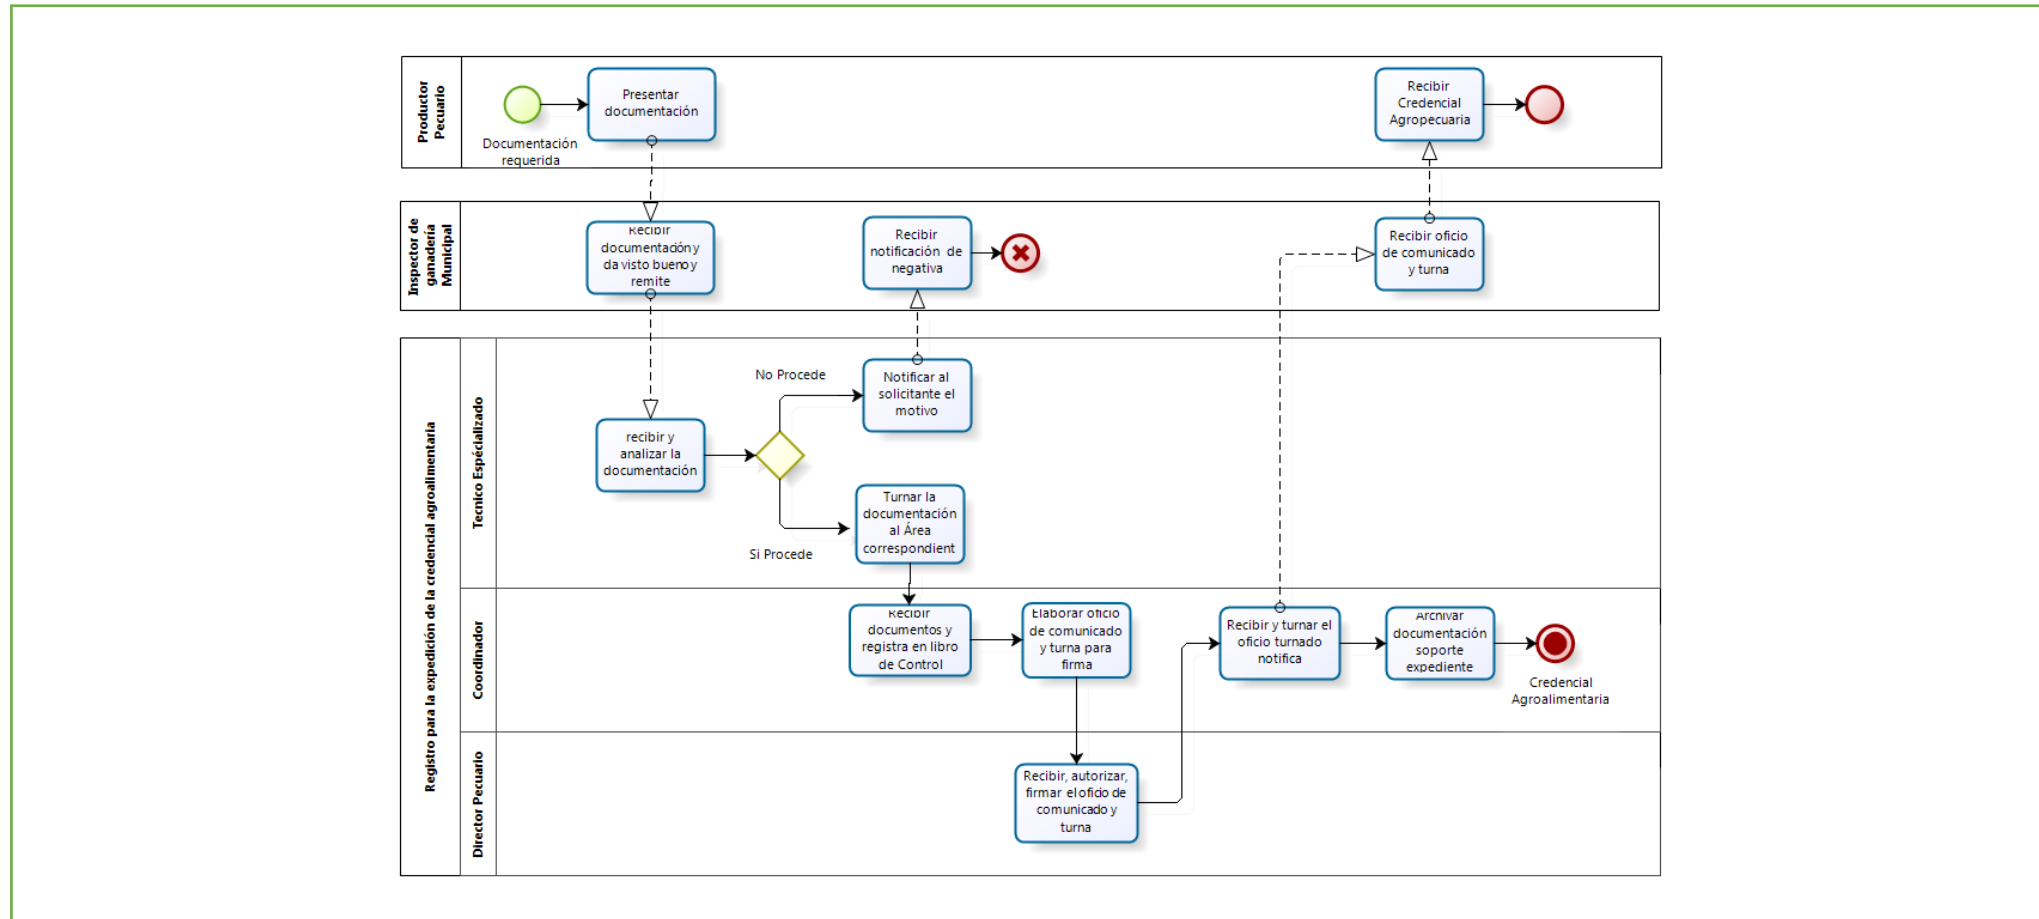 Productor
Pecuario
Documentación
requerida
Presentar
documentación
Recibir
Credencial
Agropecuaria
Inspector de
ganadería
Municipal
Recibir
documentación y
da visto bueno y
remite
Recibir
notificación de
negativa
Recibir oficio
de comunicado
y turna
Registro para la expedición de la credencial agroalimentaria
Tecnico Espécializado
recibir y
analizar la
documentación
No Procede
Notificar al
solicitante el
motivo
Si Procede
Turnar la
documentación
al Área
correspondient
Coordinador
Recibir
documentos y
registra en libro
de Control
Elaborar oficio
de comunicado
y turna para
firma
Recibir y turnar el
oficio turnado
notifica
Archivar
documentación
soporte
expediente
Credencial
Agroalimentaria
Director Pecuario
Recibir, autorizar,
firmar el oficio de
comunicado y
turna